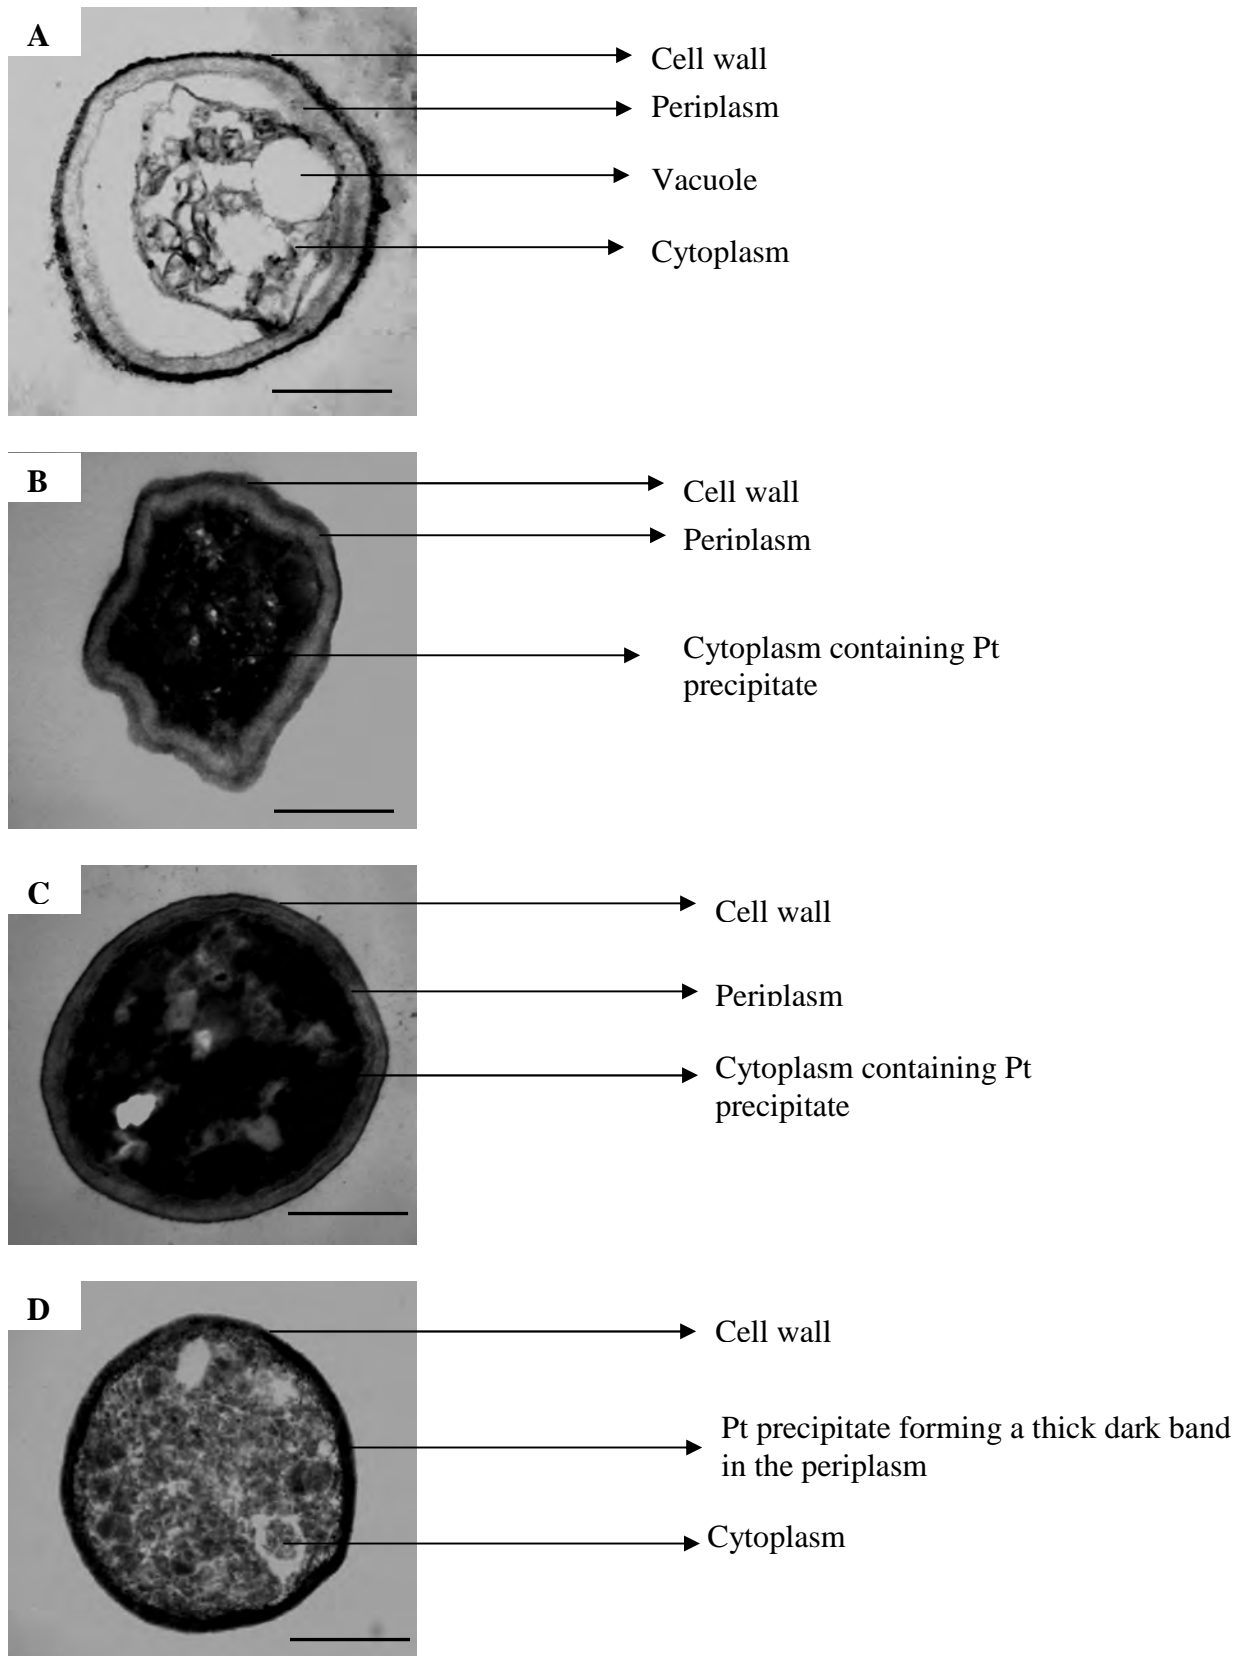 A
Cell wall
Periplasm
Vacuole
Cytoplasm
B
Cell wall
Periplasm
Cytoplasm containing Pt
precipitate
C
Cell wall
Periplasm
Cytoplasm containing Pt
precipitate
D
Cell wall
Pt precipitate forming a thick dark band
in the periplasm
Cytoplasm